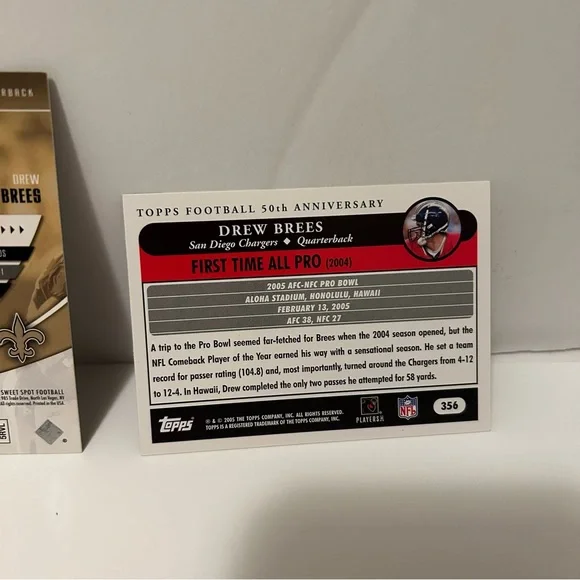 RBACK
DREW
BREES
SWEET SPOT FOOTBALL
5RVL
TOPPS FOOTBALL 50th ANNIVERSARY
DREW BREES
San Diego Chargers ◆ Quarterback
FIRST TIME ALL PRO (2004)
2005 AFC-NFC PRO BOWL
ALOHA STADIUM, HONOLULU, HAWAII
FEBRUARY 13, 2005
AFC 38, NFC 27
A trip to the Pro Bowl seemed far-fetched for Brees when the 2004 season opened, but the
NFL Comeback Player of the Year earned his way with a sensational season. He set a team
record for passer rating (104.8) and, most importantly, turned around the Chargers from 4-12
to 12-4. In Hawaii, Drew completed the only two passes he attempted for 58 yards.
Topps
® & © 2005 THE TOPPS COMPANY, INC. ALL RIGHTS RESERVED.
TOPPS IS A REGISTERED TRADEMARK OF THE TOPPS COMPANY, INC.
PLAYERS
NFL
356